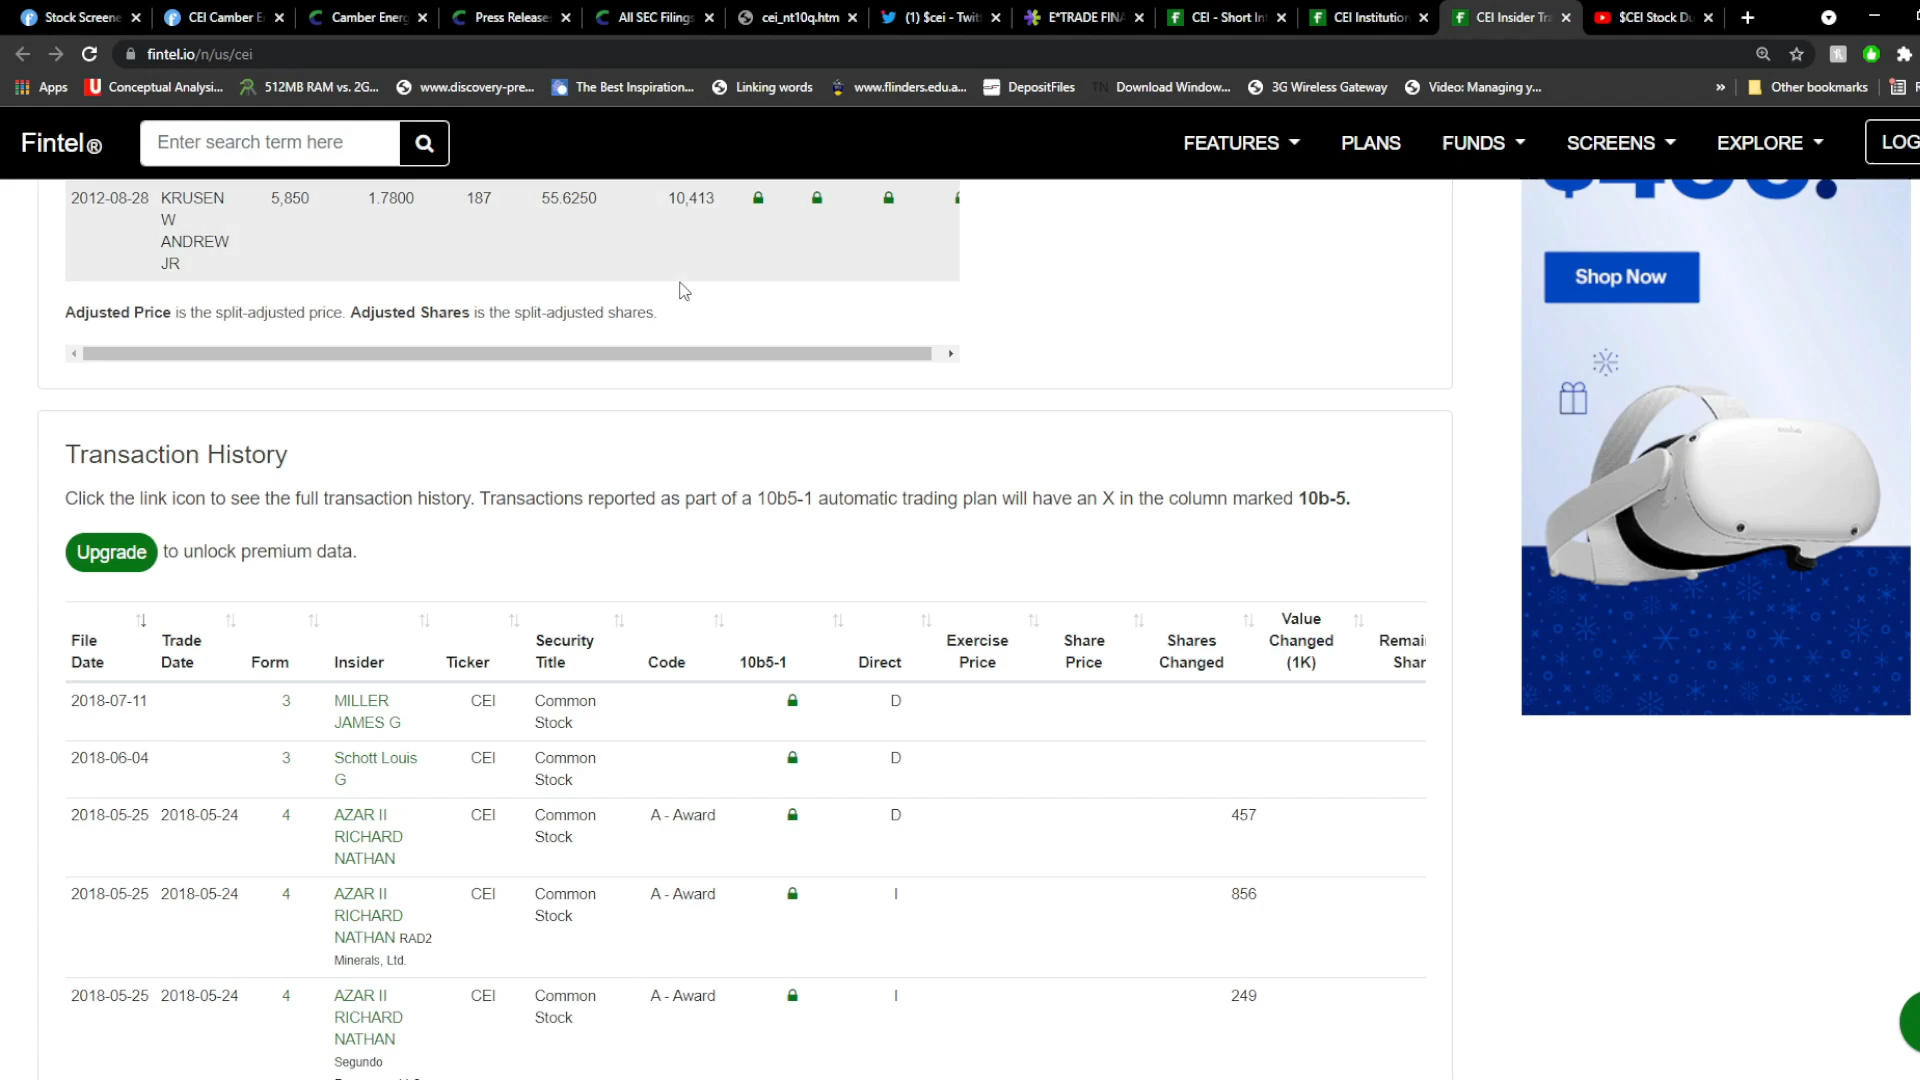 Stock Screene
CEI Camber E
Camber Energ
Press Release
All SEC Filing
cei_nt10q.htm
(1) $cei - Twit
E*TRADE FINA
CEI - Short In
CEI Institution
CEI Insider Tr
$CEI Stock Du
fintel.io/n/us/cei
Apps
Conceptual Analysi...
512MB RAM vs. 2G...
www.discovery-pre...
The Best Inspiration...
Linking words
www.flinders.edu.a...
DepositFiles
TN Download Window...
3G Wireless Gateway
Video: Managing y...
»
Other bookmarks
Fintel®
Enter search term here
FEATURES
PLANS
FUNDS
SCREENS
EXPLORE
LOG
2012-08-28 KRUSEN 5,850 1.7800 187 55.6250 10,413
W
ANDREW
JR
Adjusted Price is the split-adjusted price. Adjusted Shares is the split-adjusted shares.
Shop Now
Transaction History
Click the link icon to see the full transaction history. Transactions reported as part of a 10b5-1 automatic trading plan will have an X in the column marked 10b-5.
Upgrade to unlock premium data.
File Date
Trade Date
Form
Insider
Ticker
Security Title
Code
10b5-1
Direct
Exercise Price
Share Price
Shares Changed
Value Changed (1K)
Remai
Shar
2018-07-11 3 MILLER CEI Common D
JAMES G Stock
2018-06-04 3 Schott Louis CEI Common D
G Stock
2018-05-25 2018-05-24 4 AZAR II CEI Common A - Award D 457
RICHARD Stock
NATHAN
2018-05-25 2018-05-24 4 AZAR II CEI Common A - Award I 856
RICHARD Stock
NATHAN RAD2
Minerals, Ltd.
2018-05-25 2018-05-24 4 AZAR II CEI Common A - Award I 249
RICHARD Stock
NATHAN
Segundo